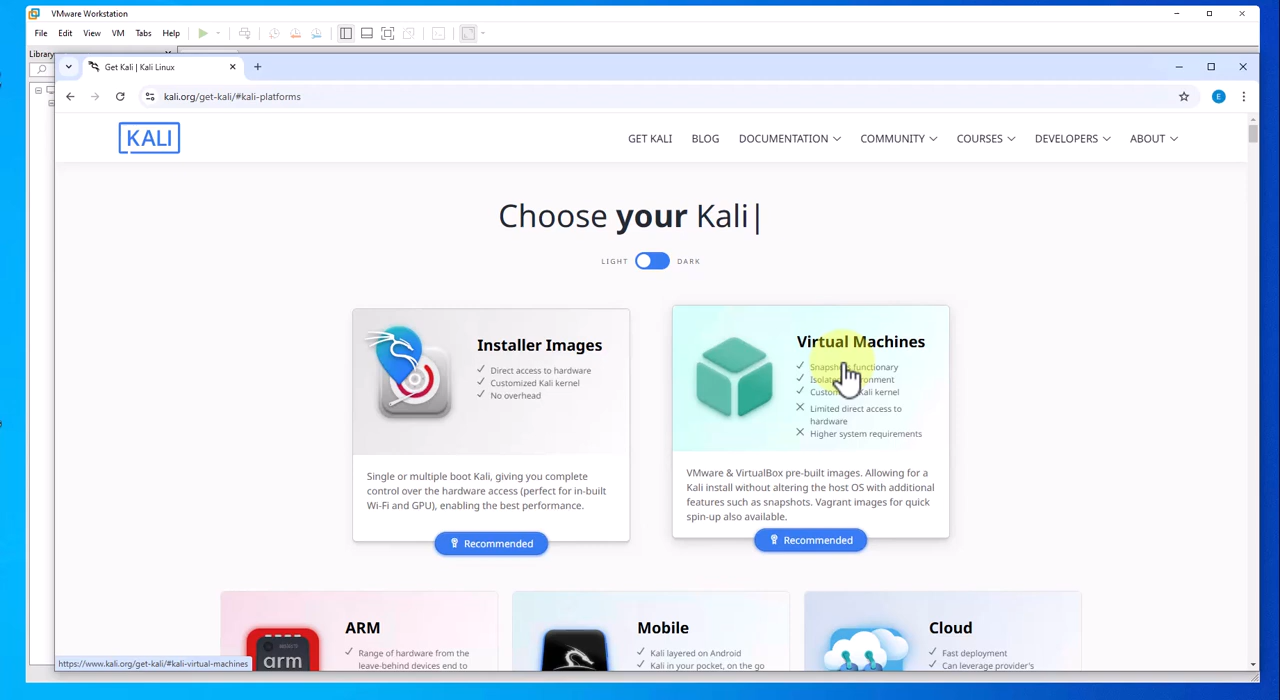 VMware Workstation
File Edit View VM Tabs Help
Library
Get Kali | Kali Linux
kali.org/get-kali/#kali-platforms
E
KALI
GET KALI BLOG DOCUMENTATION COMMUNITY COURSES DEVELOPERS ABOUT
Choose your Kali|
LIGHT DARK
Installer Images
Direct access to hardware
Customized Kali kernel
No overhead
Single or multiple boot Kali, giving you complete
control over the hardware access (perfect for in-built
Wi-Fi and GPU), enabling the best performance.
Recommended
Virtual Machines
functionary
Kali kernel
Limited direct access to
hardware
Higher system requirements
VMware & VirtualBox pre-built images. Allowing for a
Kali install without altering the host OS with additional
features such as snapshots. Vagrant images for quick
spin-up also available.
Recommended
ARM
Range of hardware from the
leave-behind devices end to
arm
Mobile
Kali layered on Android
Kali in your pocket, on the go
Cloud
Fast deployment
Can leverage provider's
https://www.kali.org/get-kali/#kali-virtual-machines